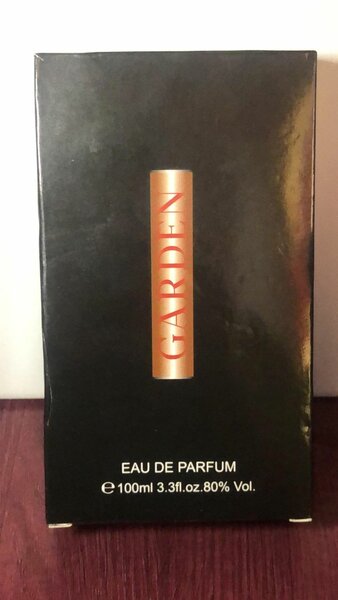 GARDEN
EAU DE PARFUM
℮100ml 3.3fl.oz.80% Vol.